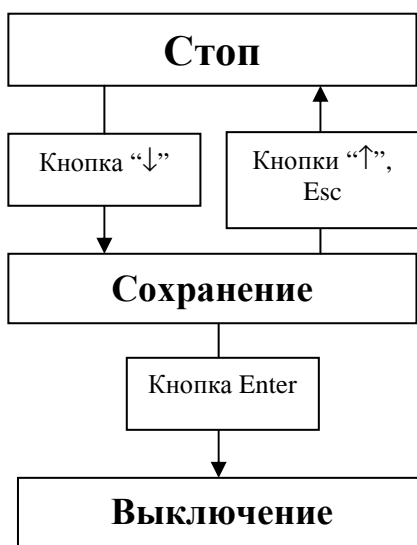 Стоп
Кнопка “↓”
Кнопки “↑”,
Esc
Сохранение
Кнопка Enter
Выключение